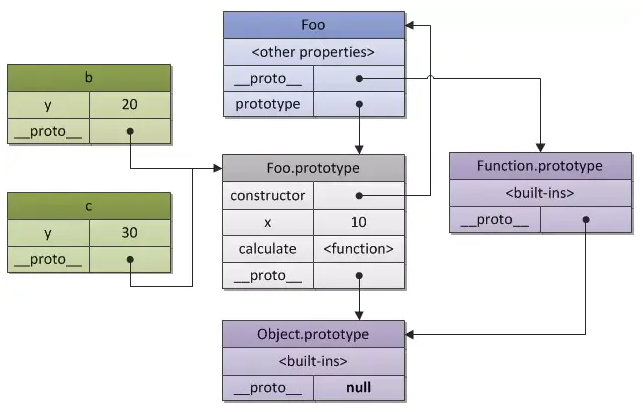 Foo
<other properties>
__proto__
prototype
b
y 20
__proto__
c
y 30
__proto__
Foo.prototype
constructor
x 10
calculate <function>
__proto__
Function.prototype
<built-ins>
__proto__
Object.prototype
<built-ins>
__proto__ null